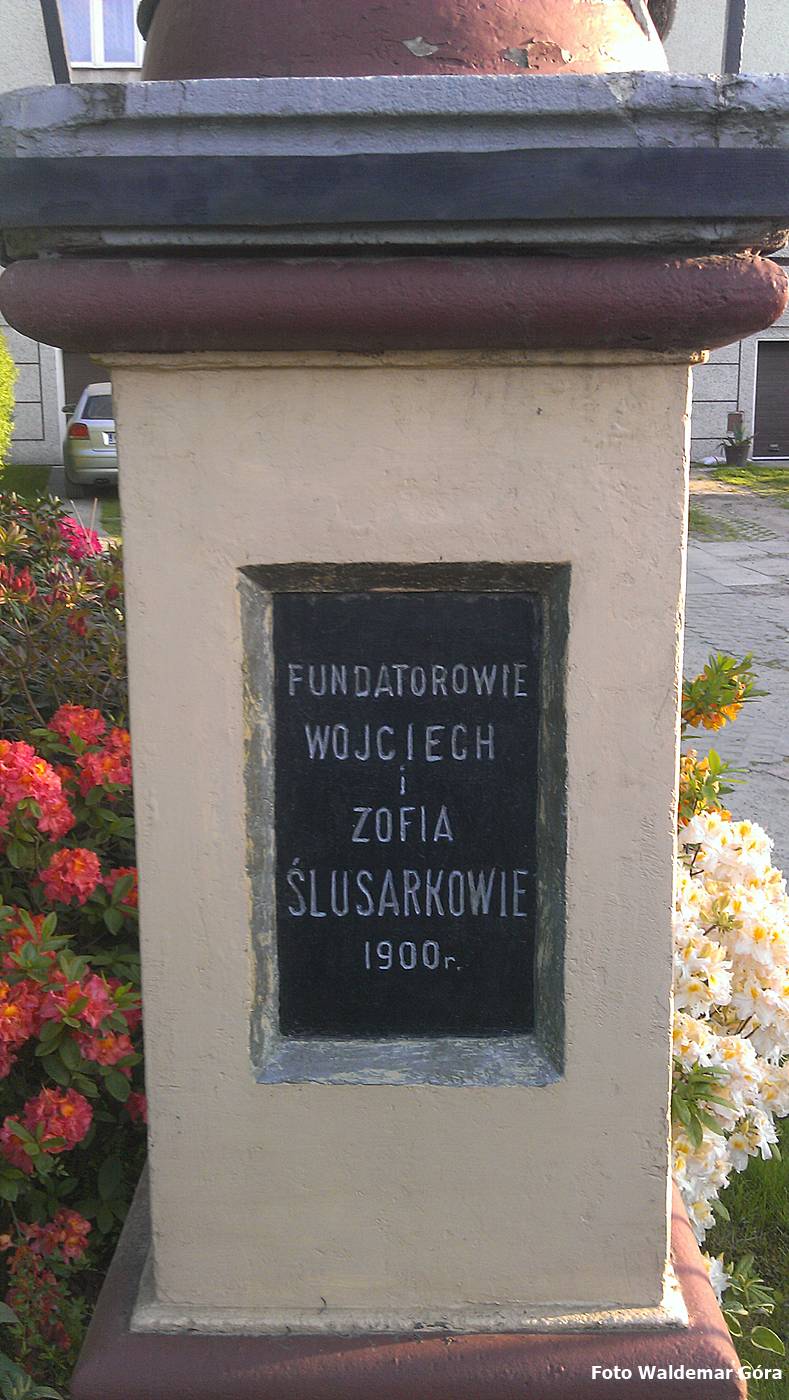 FUNDATOROWIE
WOJCIECH
i
ZOFIA
ŚLUSARKOWIE
1900r.
Foto Waldemar Góra